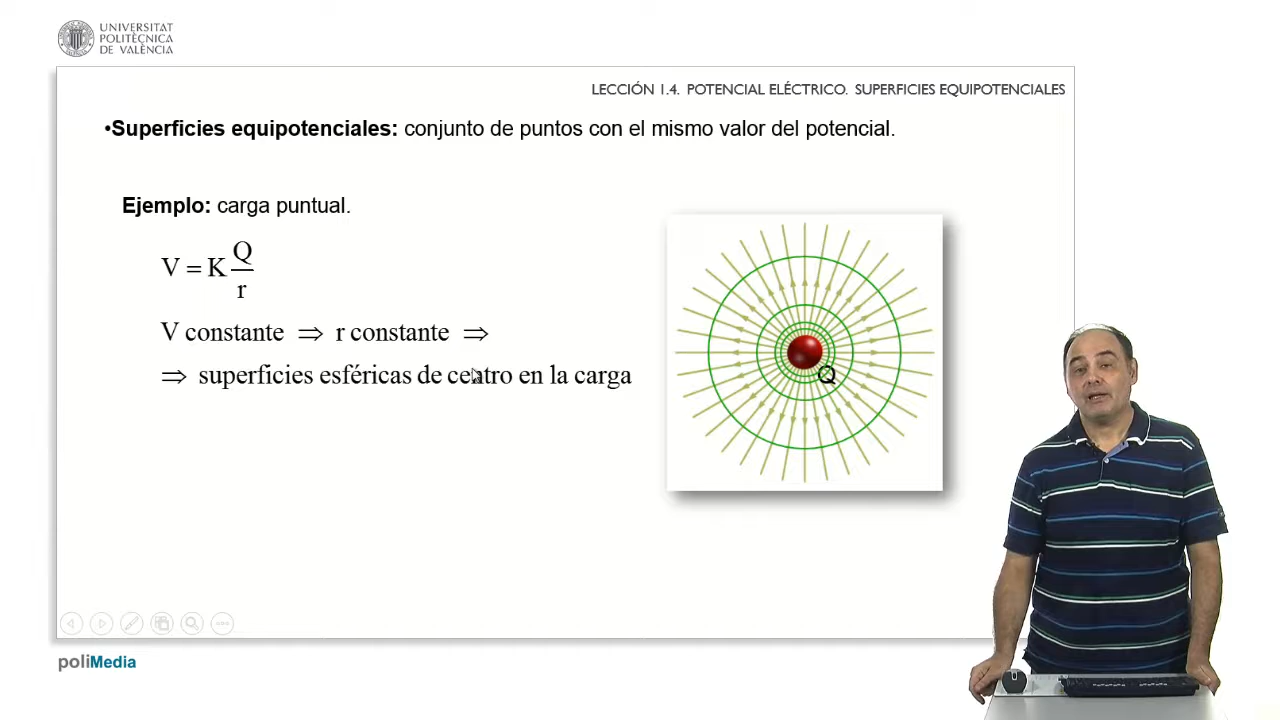 UNIVERSITAT
POLITÈCNICA
DE VALÈNCIA
LECCIÓN 1.4. POTENCIAL ELÉCTRICO. SUPERFICIES EQUIPOTENCIALES
•Superficies equipotenciales: conjunto de puntos con el mismo valor del potencial.
Ejemplo: carga puntual.
V = K Q/r
V constante ⇒ r constante ⇒
⇒ superficies esféricas de centro en la carga
Q
poliMedia